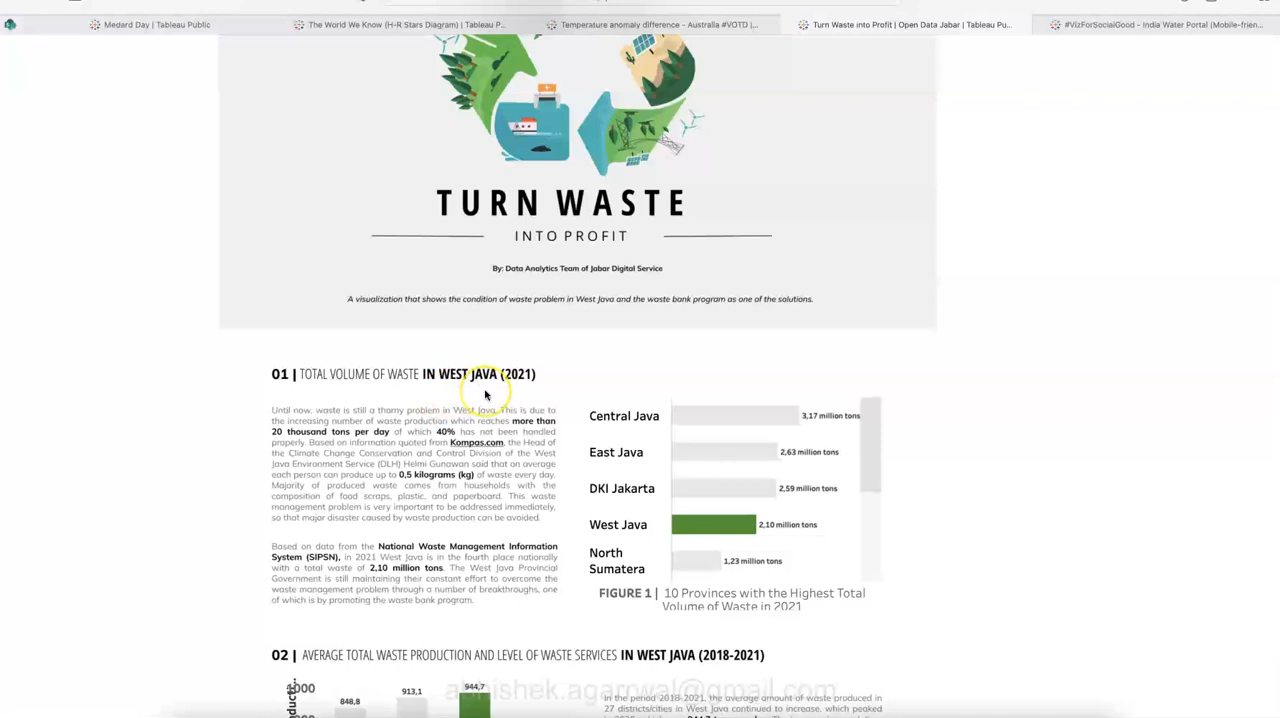 Medard Day | Tableau Public
The World We Know (H-R Stars Diagram) | Tableau P...
Temperature anomaly difference - Australia #VOTD |...
Turn Waste into Profit | Open Data Jabar | Tableau Pu...
#VizForSocialGood - India Water Portal (Mobile-frien...
TURN WASTE
INTO PROFIT
By: Data Analytics Team of Jabar Digital Service
A visualization that shows the condition of waste problem in West Java and the waste bank program as one of the solutions.
01 | TOTAL VOLUME OF WASTE IN WEST JAVA (2021)
Until now, waste is still a thorny problem in West Java. This is due to
the increasing number of waste production which reaches more than
20 thousand tons per day of which 40% has not been handled
properly. Based on information quoted from Kompas.com, the Head of
the Climate Change Conservation and Control Division of the West
Java Environment Service (DLH) Helmi Gunawan said that on average
each person can produce up to 0,5 kilograms (kg) of waste every day.
Majority of produced waste comes from households with the
composition of food scraps, plastic, and paperboard. This waste
management problem is very important to be addressed immediately,
so that major disaster caused by waste production can be avoided.
Based on data from the National Waste Management Information
System (SIPSN), in 2021 West Java is in the fourth place nationally
with a total waste of 2,10 million tons. The West Java Provincial
Government is still maintaining their constant effort to overcome the
waste management problem through a number of breakthroughs, one
of which is by promoting the waste bank program.
Central Java 3,17 million tons
East Java 2,63 million tons
DKI Jakarta 2,59 million tons
West Java 2,10 million tons
North
Sumatera 1,23 million tons
FIGURE 1 | 10 Provinces with the Highest Total
Volume of Waste in 2021
02 | AVERAGE TOTAL WASTE PRODUCTION AND LEVEL OF WASTE SERVICES IN WEST JAVA (2018-2021)
1000
848,8
913,1
944,7
abhishek.agarrwal@gmail.com
In the period 2018-2021, the average amount of waste produced in
27 districts/cities in West Java continued to increase, which peaked